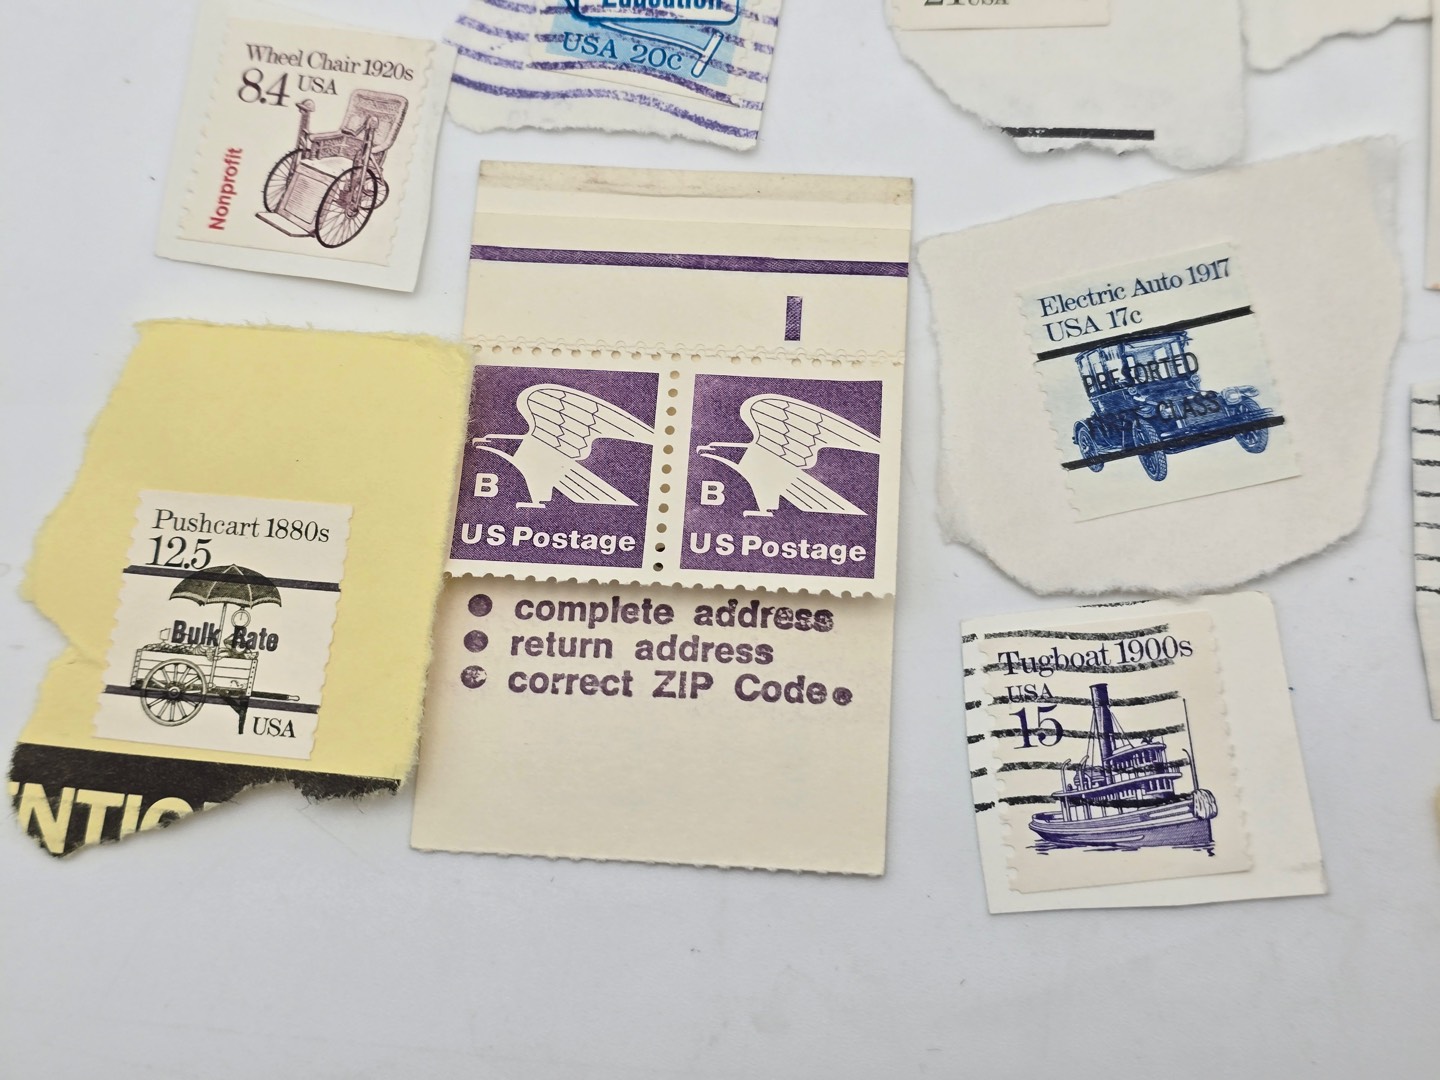 Wheel Chair 1920s
8.4 USA
Nonprofit
Education
USA 20c
USA
Pushcart 1880s
12.5
Bulk Rate
USA
NTIO
B
US Postage
B
US Postage
● complete address
● return address
● correct ZIP Code●
Electric Auto 1917
USA 17c
PRESORTED
FIRST-CLASS
Tugboat 1900s
USA
15